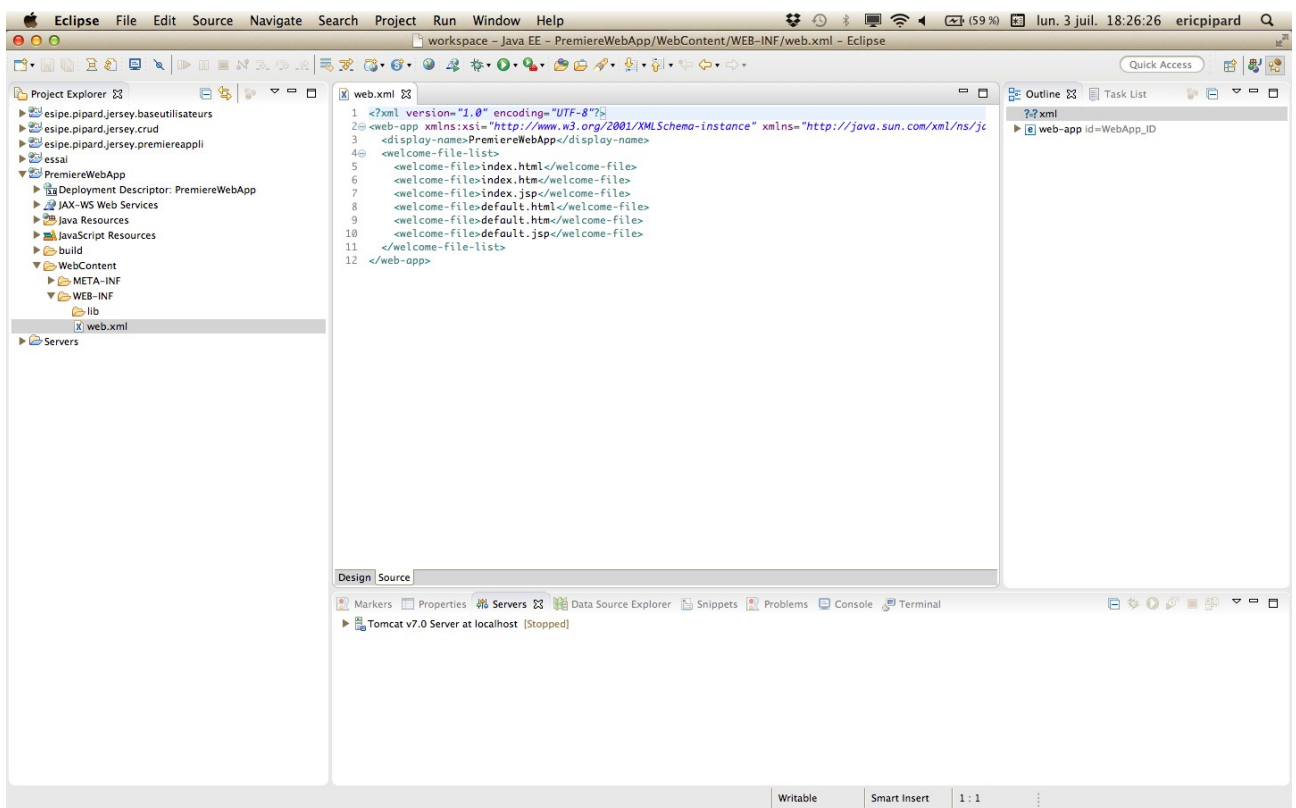 Eclipse File Edit Source Navigate Search Project Run Window Help (59 %) lun. 3 juil. 18:26:26 ericpipard
workspace – Java EE – PremiereWebApp/WebContent/WEB-INF/web.xml – Eclipse
Quick Access
Project Explorer
esipe.pipard.jersey.baseutilisateurs
esipe.pipard.jersey.crud
esipe.pipard.jersey.premiereappli
essai
PremiereWebApp
Deployment Descriptor: PremiereWebApp
JAX-WS Web Services
Java Resources
JavaScript Resources
build
WebContent
META-INF
WEB-INF
lib
web.xml
Servers
web.xml
1 <?xml version="1.0" encoding="UTF-8"?>
2 <web-app xmlns:xsi="http://www.w3.org/2001/XMLSchema-instance" xmlns="http://java.sun.com/xml/ns/jc
3 <display-name>PremiereWebApp</display-name>
4 <welcome-file-list>
5 <welcome-file>index.html</welcome-file>
6 <welcome-file>index.htm</welcome-file>
7 <welcome-file>index.jsp</welcome-file>
8 <welcome-file>default.html</welcome-file>
9 <welcome-file>default.htm</welcome-file>
10 <welcome-file>default.jsp</welcome-file>
11 </welcome-file-list>
12 </web-app>
Design Source
Outline Task List
?=? xml
web-app id=WebApp_ID
Markers Properties Servers Data Source Explorer Snippets Problems Console Terminal
Tomcat v7.0 Server at localhost [Stopped]
Writable Smart Insert 1 : 1